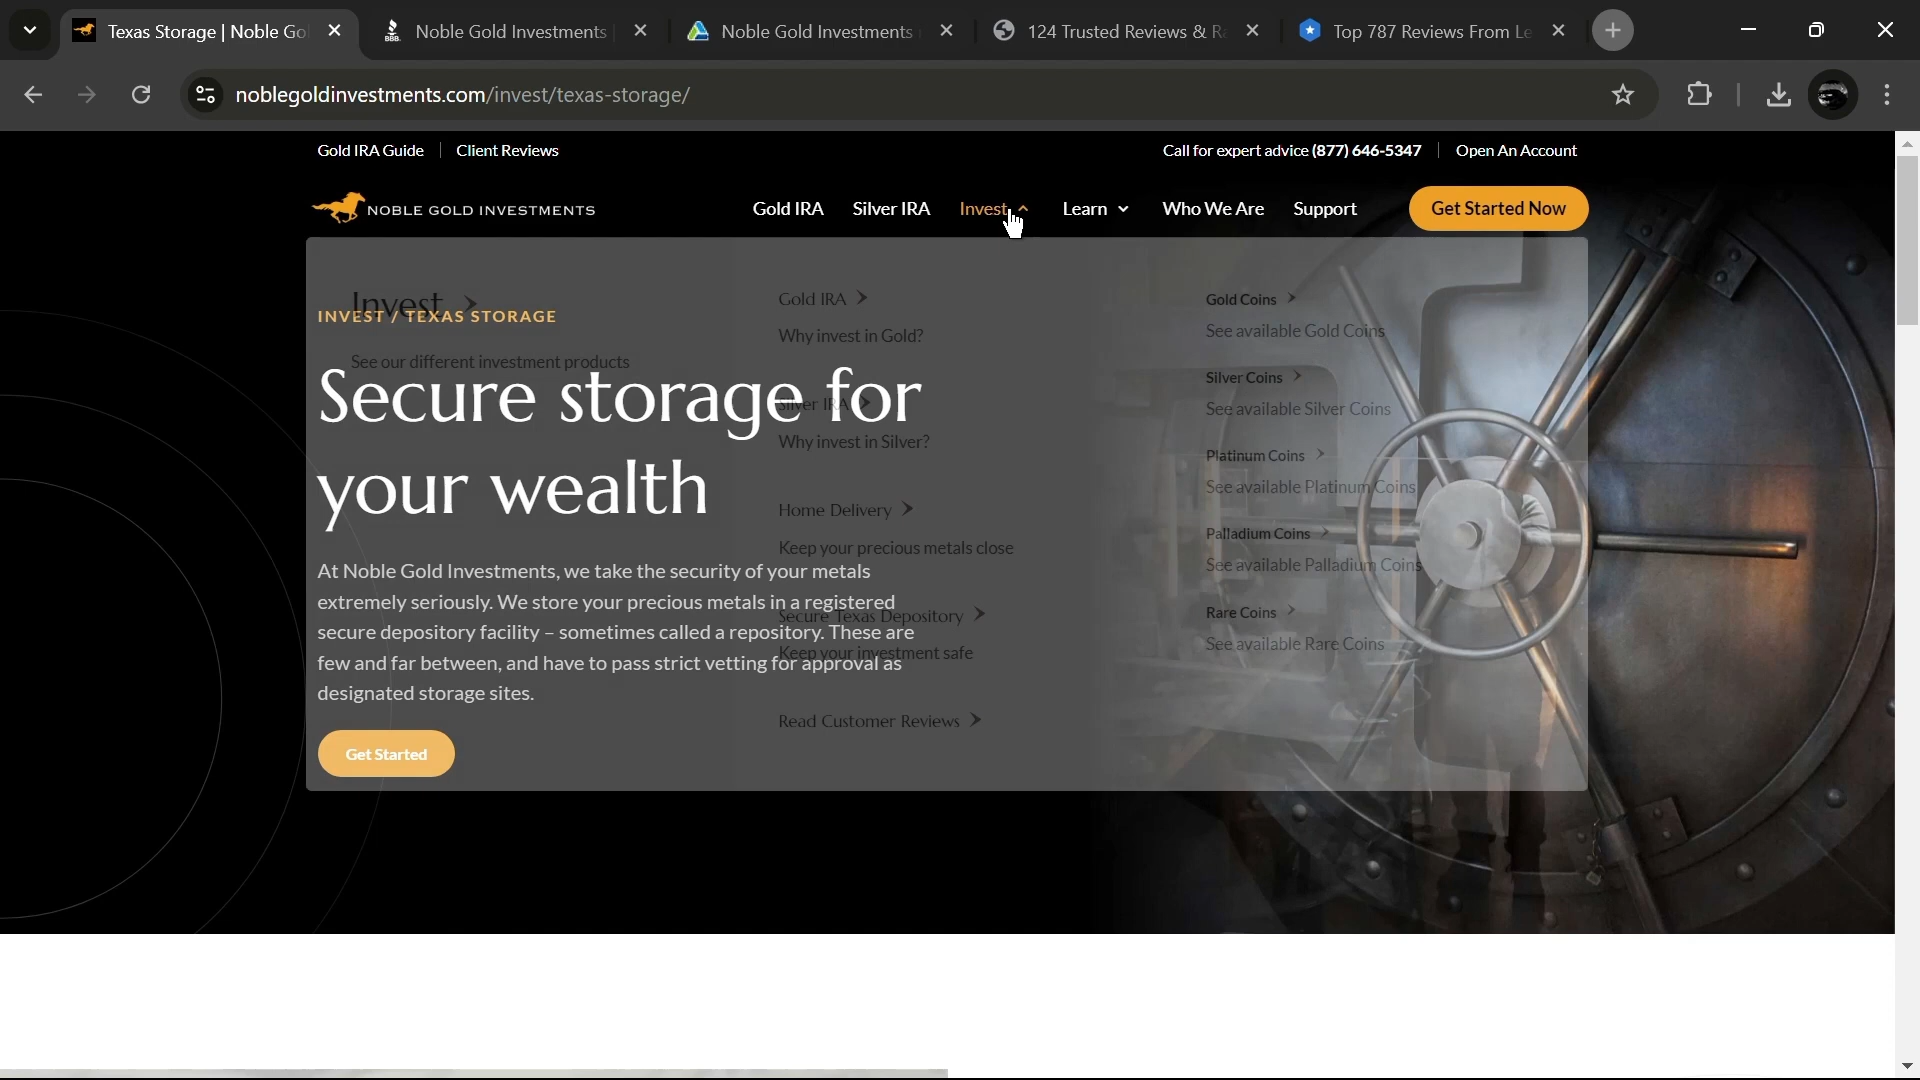 Texas Storage | Noble Go
Noble Gold Investments
Noble Gold Investments
124 Trusted Reviews & Ra
Top 787 Reviews From Le
noblegoldinvestments.com/invest/texas-storage/
Gold IRA Guide
Client Reviews
Call for expert advice (877) 646-5347
Open An Account
NOBLE GOLD INVESTMENTS
Gold IRA
Silver IRA
Invest
Learn
Who We Are
Support
Get Started Now
Invest
See our different investment products
Gold IRA
Why invest in Gold?
Silver IRA
Why invest in Silver?
Home Delivery
Keep your precious metals close
Secure Texas Depository
Keep your investment safe
Read Customer Reviews
Gold Coins
See available Gold Coins
Silver Coins
See available Silver Coins
Platinum Coins
See available Platinum Coins
Palladium Coins
See available Palladium Coins
Rare Coins
See available Rare Coins
INVEST / TEXAS STORAGE
Secure storage for
your wealth
At Noble Gold Investments, we take the security of your metals
extremely seriously. We store your precious metals in a registered
secure depository facility – sometimes called a repository. These are
few and far between, and have to pass strict vetting for approval as
designated storage sites.
Get Started